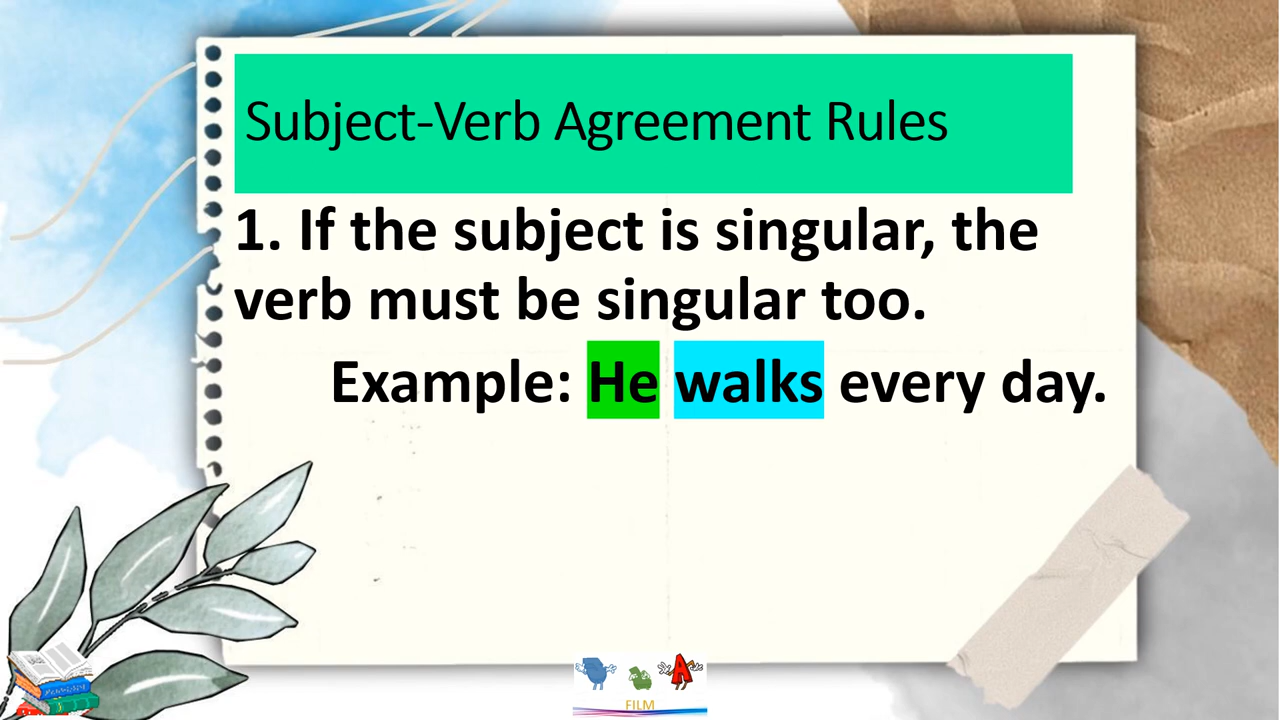 Subject-Verb Agreement Rules
1. If the subject is singular, the
verb must be singular too.
Example: He walks every day.
A
FILM